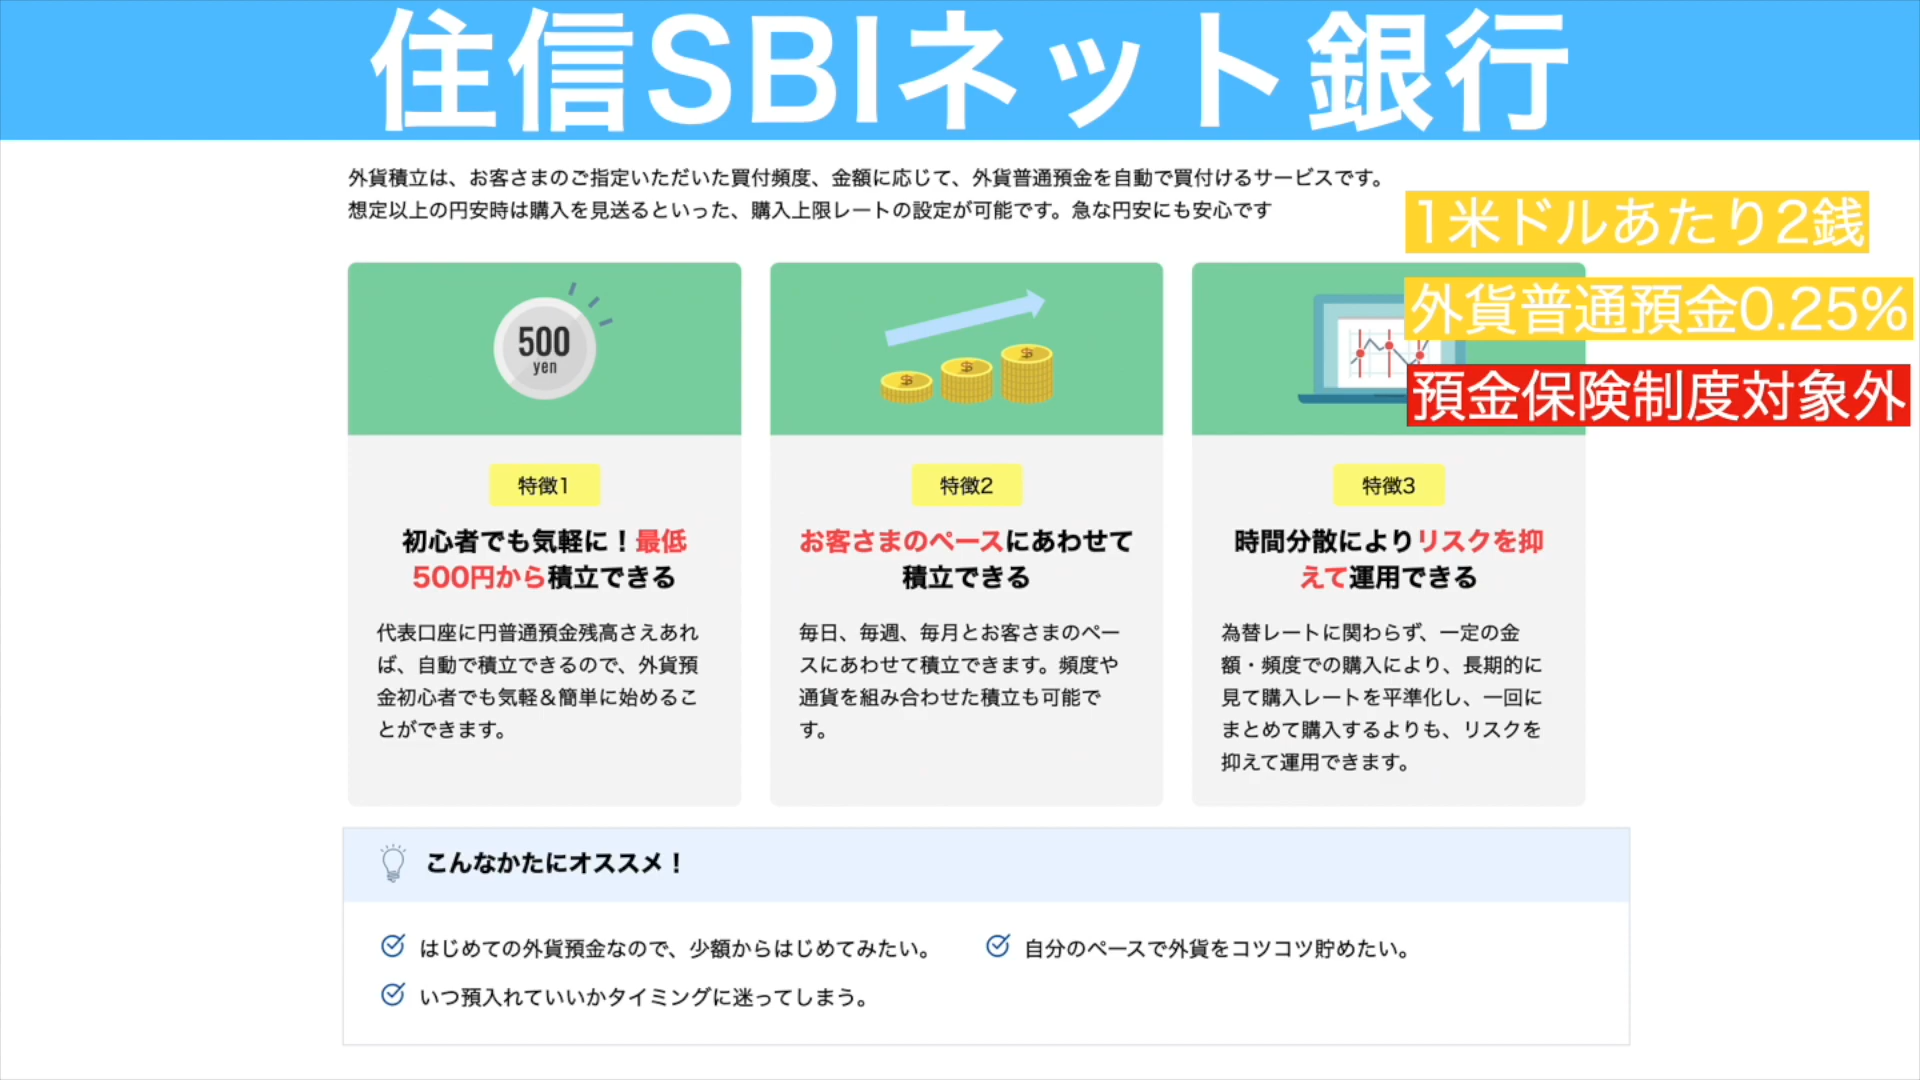 住信SBIネット銀行
外貨積立は、お客さまのご指定いただいた買付頻度、金額に応じて、外貨普通預金を自動で買付けるサービスです。
想定以上の円安時は購入を見送るといった、購入上限レートの設定が可能です。急な円安にも安心です
1米ドルあたり2銭
外貨普通預金0.25%
預金保険制度対象外
500
yen
特徴1
初心者でも気軽に！最低
500円から積立できる
代表口座に円普通預金残高さえあれ
ば、自動で積立できるので、外貨預
金初心者でも気軽＆簡単に始めるこ
とができます。
特徴2
お客さまのペースにあわせて
積立できる
毎日、毎週、毎月とお客さまのペー
スにあわせて積立できます。頻度や
通貨を組み合わせた積立も可能で
す。
特徴3
時間分散によりリスクを抑
えて運用できる
為替レートに関わらず、一定の金
額・頻度での購入により、長期的に
見て購入レートを平準化し、一回に
まとめて購入するよりも、リスクを
抑えて運用できます。
こんなかたにオススメ！
はじめての外貨預金なので、少額からはじめてみたい。
自分のペースで外貨をコツコツ貯めたい。
いつ預入れていいかタイミングに迷ってしまう。